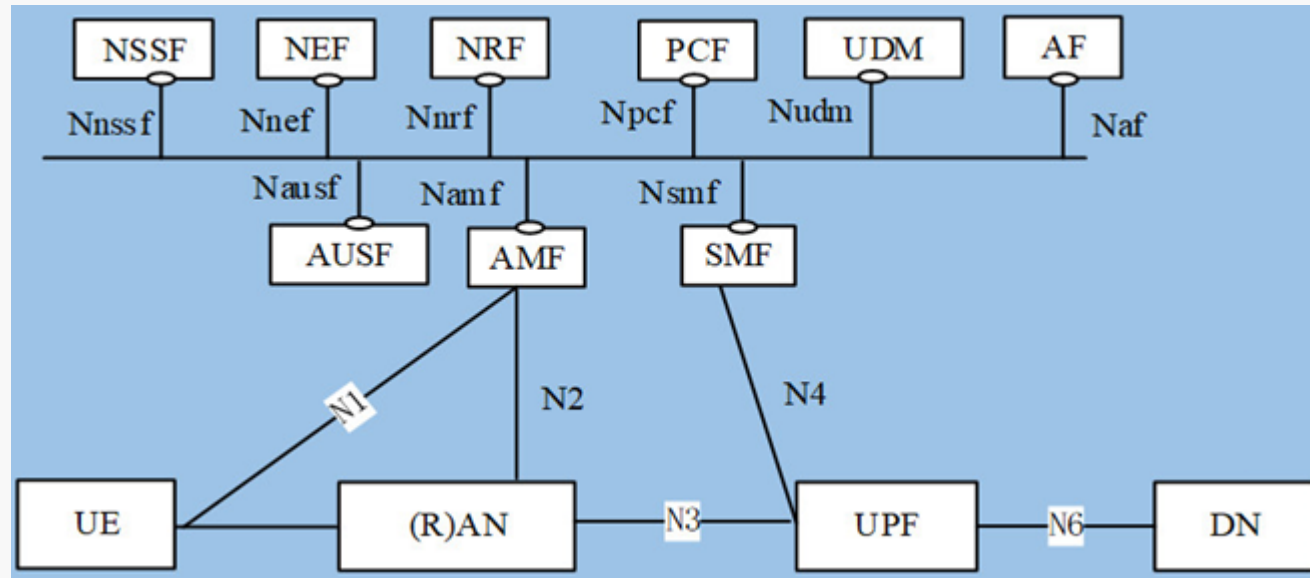 NSSF
NEF
NRF
PCF
UDM
AF
Nnssf
Nnef
Nnrf
Npcf
Nudm
Naf
Nausf
Namf
Nsmf
AUSF
AMF
SMF
N1
N2
N4
UE
(R)AN
N3
UPF
N6
DN